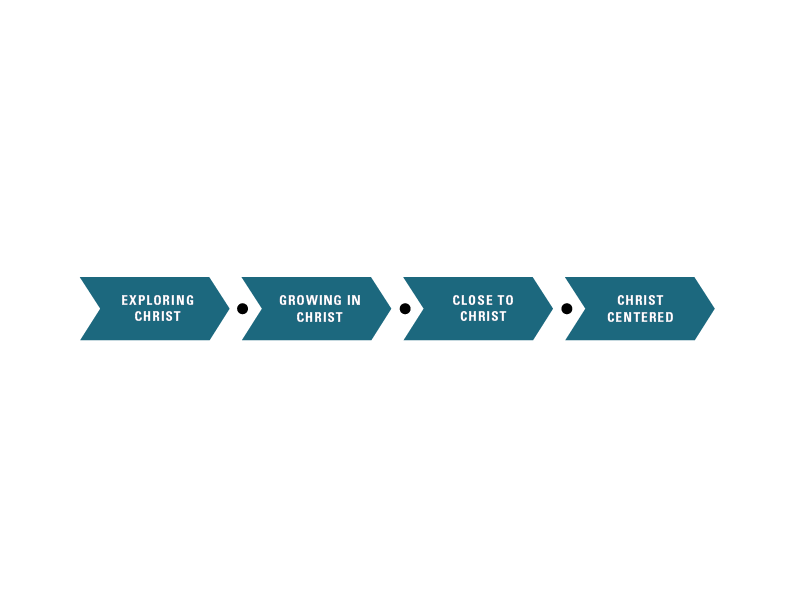 EXPLORING
CHRIST
GROWING IN
CHRIST
CLOSE TO
CHRIST
CHRIST
CENTERED